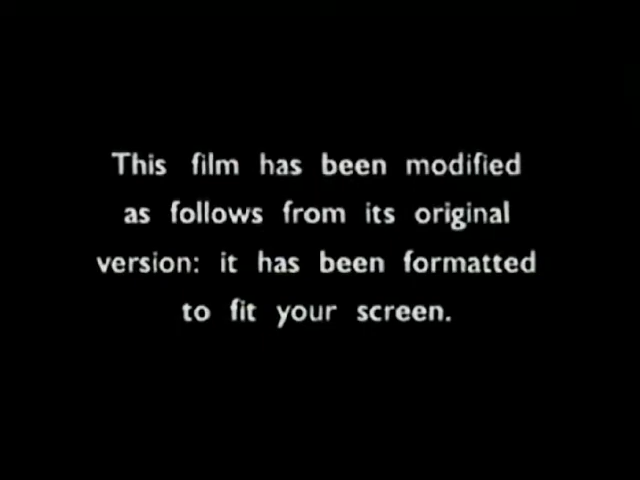 This film has been modified
as follows from its original
version: it has been formatted
to fit your screen.